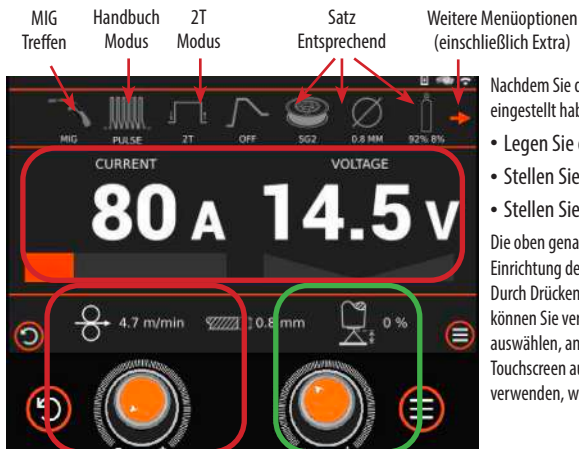 MIG Handbuch 2T Satz Weitere Menüoptionen
Treffen Modus Modus Entsprechend (einschließlich Extra)
MIG PULSE 2T OFF SG2 0.8 MM 92% 8%
CURRENT VOLTAGE
80 A 14.5 V
4.7 m/min 0.8 mm 0 %
Nachdem Sie
eingestellt hab
• Legen Sie
• Stellen Sie
• Stellen Sie
Die oben gena
Einrichtung de
Durch Drücken
können Sie ver
auswählen, an
Touchscreen au
verwenden, w